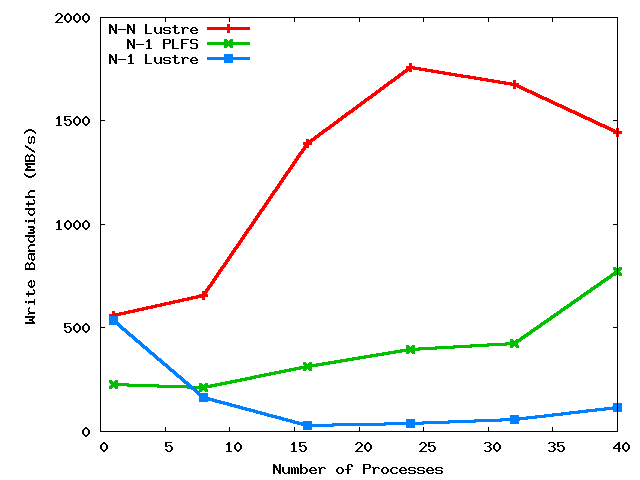 2000
1500
1000
500
0
Write Bandwidth (MB/s)
N-N Lustre
N-1 PLFS
N-1 Lustre
0 5 10 15 20 25 30 35 40
Number of Processes